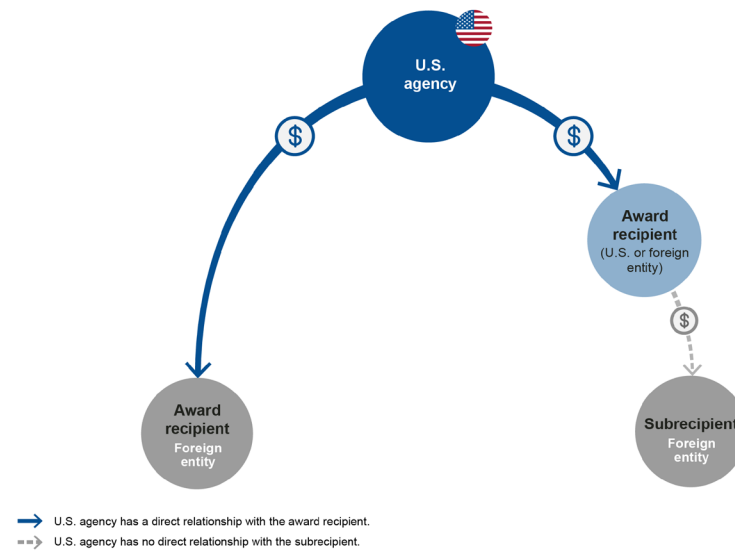 U.S.
agency
$
$
Award
recipient
(U.S. or foreign
entity)
$
Award
recipient
Foreign
entity
Subrecipient
Foreign
entity
U.S. agency has a direct relationship with the award recipient.
U.S. agency has no direct relationship with the subrecipient.